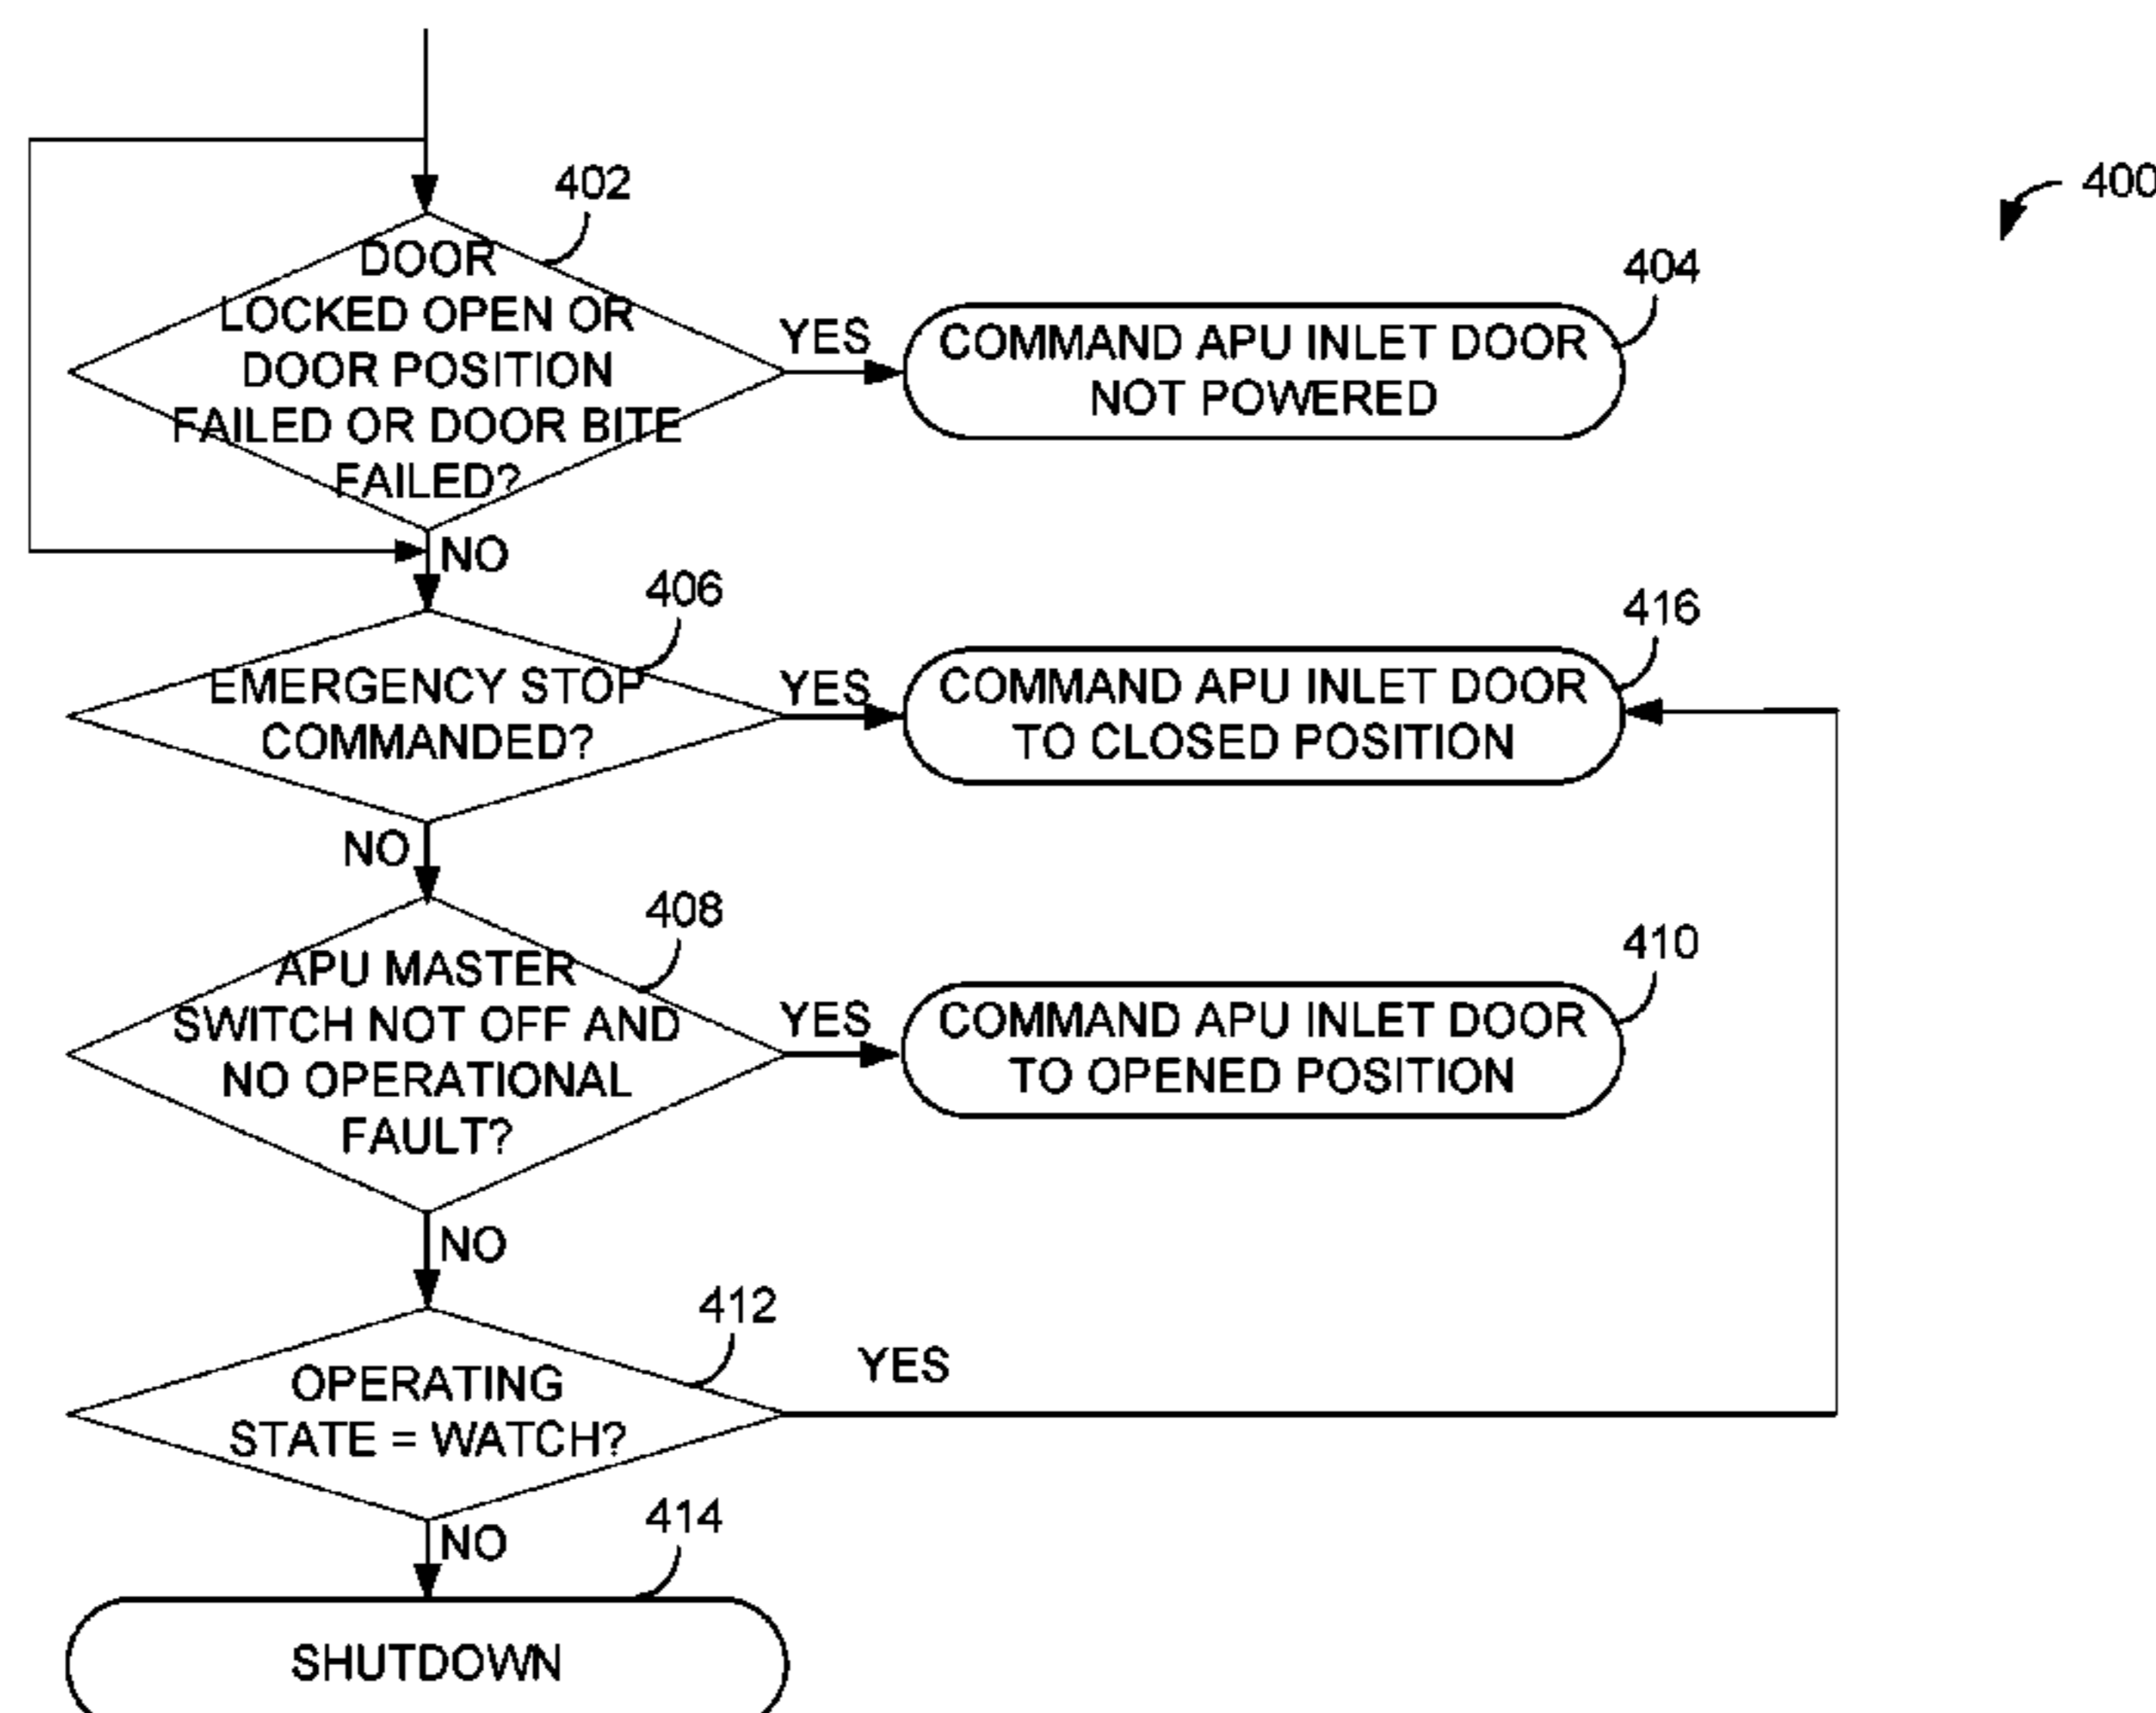 400
402
DOOR
LOCKED OPEN OR
DOOR POSITION
FAILED OR DOOR BITE
FAILED?
YES
404
COMMAND APU INLET DOOR
NOT POWERED
NO
406
EMERGENCY STOP
COMMANDED?
YES
416
COMMAND APU INLET DOOR
TO CLOSED POSITION
NO
408
APU MASTER
SWITCH NOT OFF AND
NO OPERATIONAL
FAULT?
YES
410
COMMAND APU INLET DOOR
TO OPENED POSITION
NO
412
OPERATING
STATE = WATCH?
YES
NO
414
SHUTDOWN